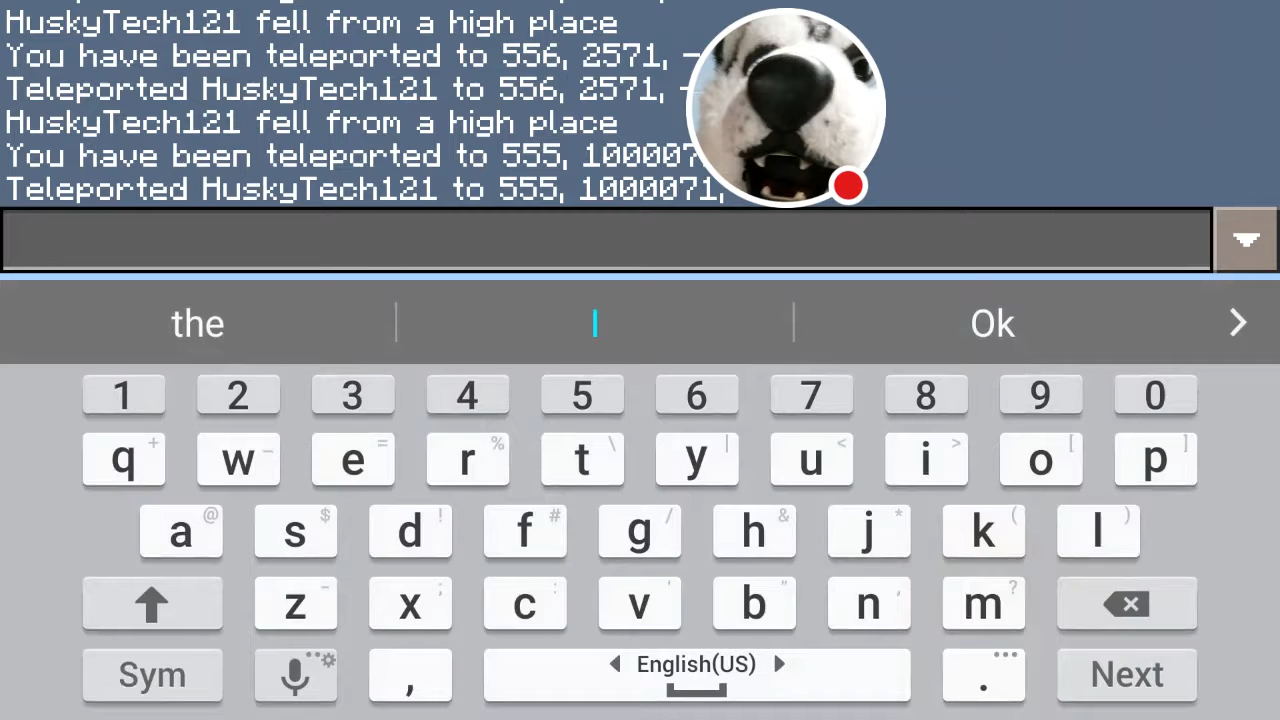 HuskyTech121 fell from a high place
You have been teleported to 556, 2571, -
Teleported HuskyTech121 to 556, 2571, -
HuskyTech121 fell from a high place
You have been teleported to 555, 1000071,
Teleported HuskyTech121 to 555, 1000071,
the I Ok
1 2 3 4 5 6 7 8 9 0
q + w _ e = r % t \ y | u < i > o [ p ]
a @ s $ d ! f # g / h & j * k ( l )
z - x ; c : v ' b " n , m ?
Sym , English(US) . Next